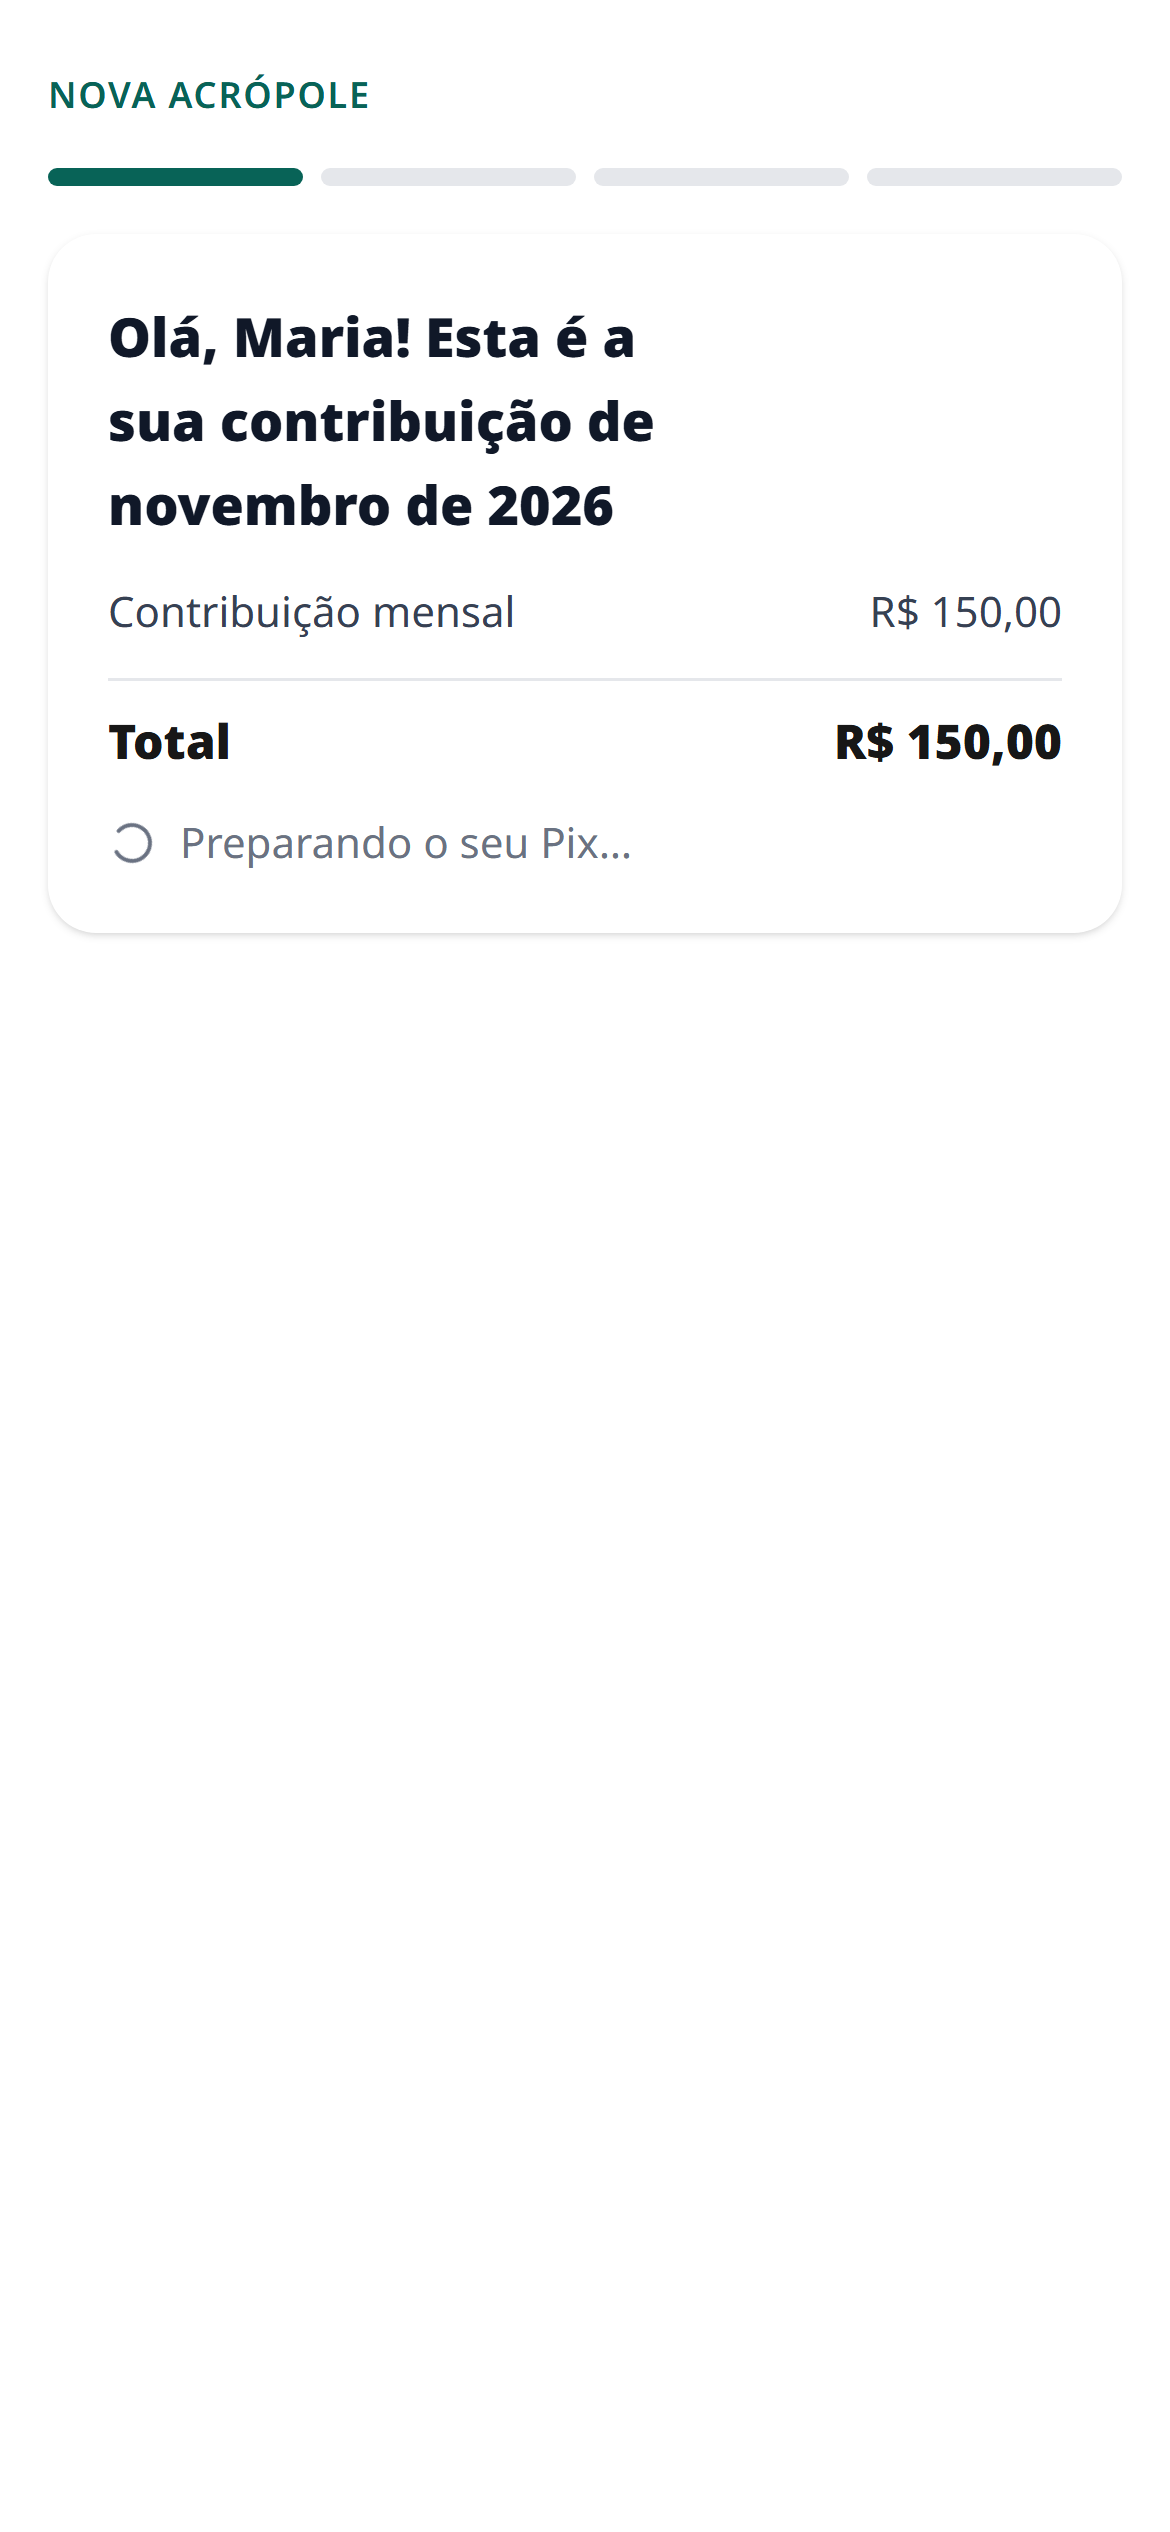 NOVA ACRÓPOLE
Olá, Maria! Esta é a
sua contribuição de
novembro de 2026
Contribuição mensal R$ 150,00
Total R$ 150,00
Preparando o seu Pix...